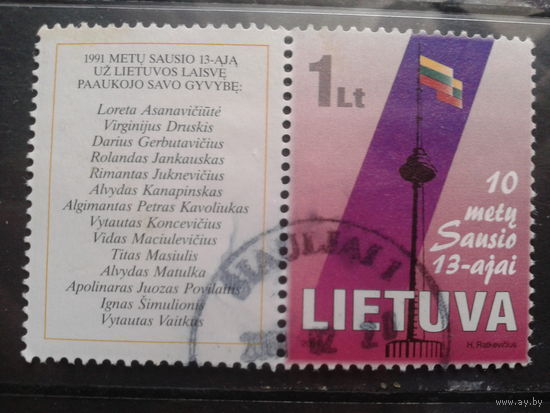 1991 METŲ SAUSIO 13-AJĄ
UŽ LIETUVOS LAISVĘ
PAAUKOJO SAVO GYVYBĘ:
Loreta Asanavičiūtė
Virginijus Druskis
Darius Gerbutavičius
Rolandas Jankauskas
Rimantas Juknevičius
Alvydas Kanapinskas
Algimantas Petras Kavoliukas
Vytautas Koncevičius
Vidas Maciulevičius
Titas Masiulis
Alvydas Matulka
Apolinaras Juozas Povilaitis
Ignas Šimulionis
Vytautas Vaitkus
1 Lt
10
metų
Sausio
13-ajai
LIETUVA
H. Ratkevičius
ŠIAULIAI 1
www.ay.by